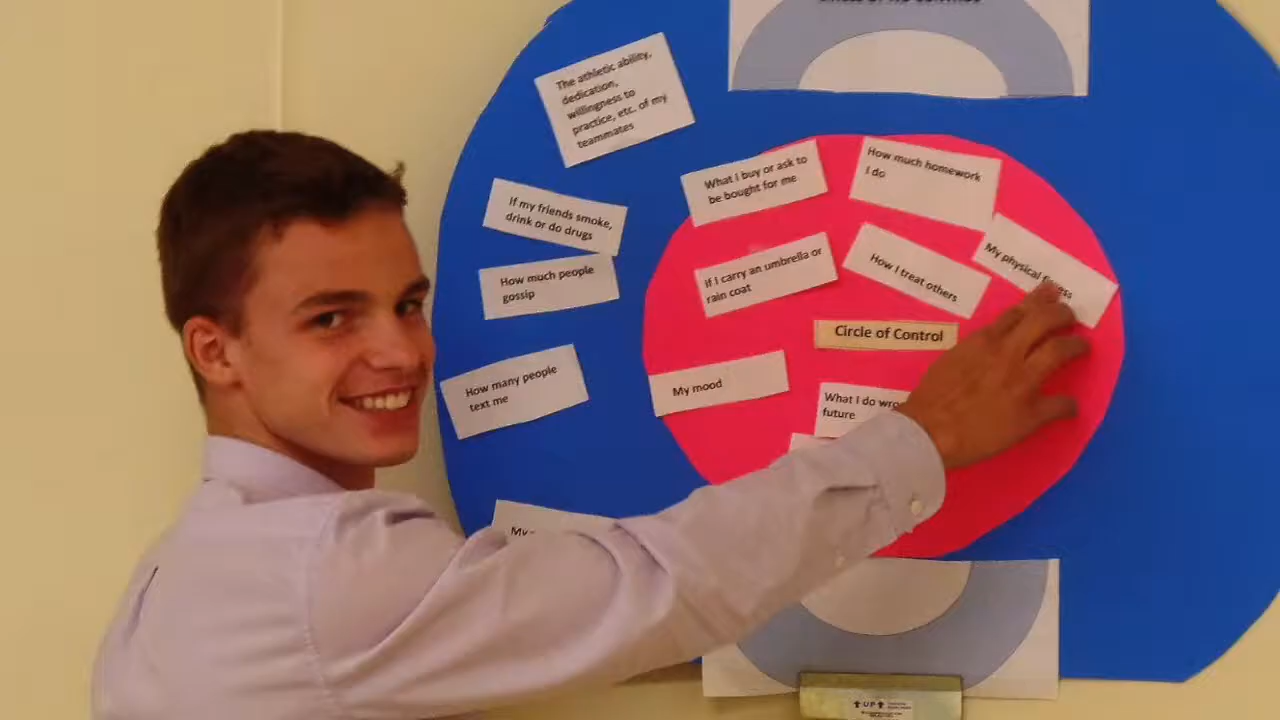 The athletic ability,
dedication,
willingness to
practice, etc. of my
teammates
What I buy or ask to
be bought for me
How much homework
I do
If my friends smoke,
drink or do drugs
How much people
gossip
If I carry an umbrella or
rain coat
How I treat others
My physical
Circle of Control
How many people
text me
My mood
What I do
future
UP